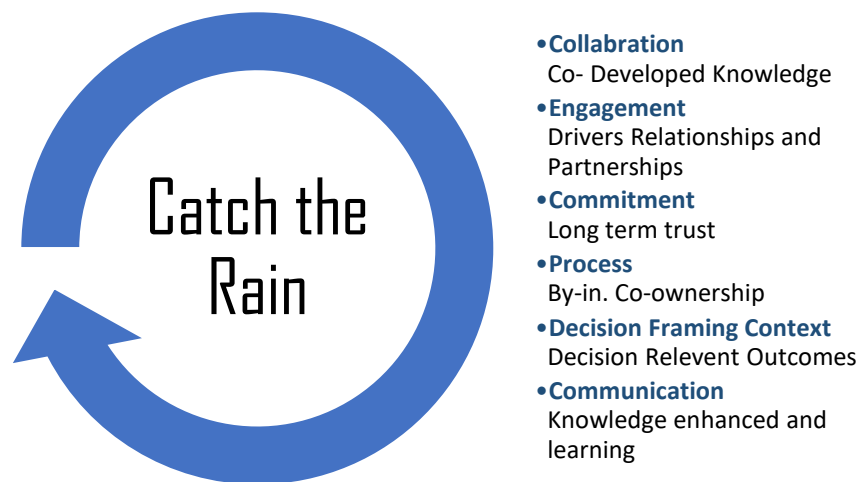 Catch the
Rain
•Collabration
Co- Developed Knowledge
•Engagement
Drivers Relationships and
Partnerships
•Commitment
Long term trust
•Process
By-in. Co-ownership
•Decision Framing Context
Decision Relevent Outcomes
•Communication
Knowledge enhanced and
learning